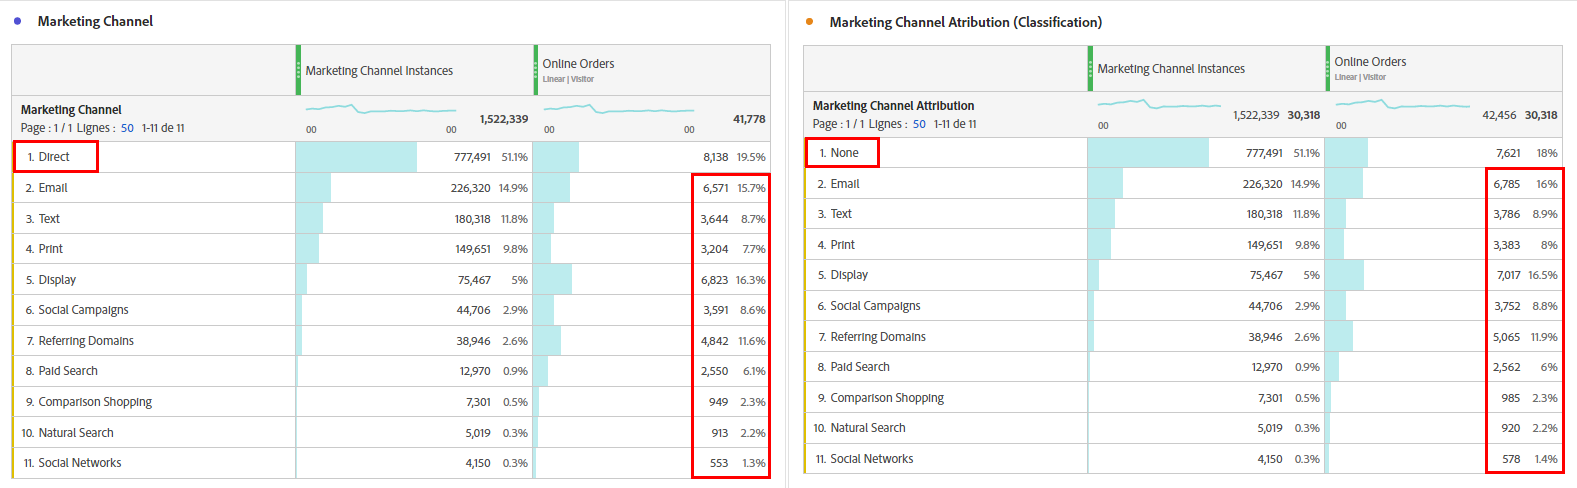 Marketing Channel
Marketing Channel Instances
Online Orders
Linear | Visitor
Marketing Channel
Page : 1 / 1 Lignes : 50 1-11 de 11
00 00 1,522,339
00 00 41,778
1. Direct 777,491 51.1% 8,138 19.5%
2. Email 226,320 14.9% 6,571 15.7%
3. Text 180,318 11.8% 3,644 8.7%
4. Print 149,651 9.8% 3,204 7.7%
5. Display 75,467 5% 6,823 16.3%
6. Social Campaigns 44,706 2.9% 3,591 8.6%
7. Referring Domains 38,946 2.6% 4,842 11.6%
8. Paid Search 12,970 0.9% 2,550 6.1%
9. Comparison Shopping 7,301 0.5% 949 2.3%
10. Natural Search 5,019 0.3% 913 2.2%
11. Social Networks 4,150 0.3% 553 1.3%
Marketing Channel Atribution (Classification)
Marketing Channel Instances
Online Orders
Linear | Visitor
Marketing Channel Attribution
Page : 1 / 1 Lignes : 50 1-11 de 11
00 1,522,339 30,318
00 42,456 30,318
1. None 777,491 51.1% 7,621 18%
2. Email 226,320 14.9% 6,785 16%
3. Text 180,318 11.8% 3,786 8.9%
4. Print 149,651 9.8% 3,383 8%
5. Display 75,467 5% 7,017 16.5%
6. Social Campaigns 44,706 2.9% 3,752 8.8%
7. Referring Domains 38,946 2.6% 5,065 11.9%
8. Paid Search 12,970 0.9% 2,562 6%
9. Comparison Shopping 7,301 0.5% 985 2.3%
10. Natural Search 5,019 0.3% 920 2.2%
11. Social Networks 4,150 0.3% 578 1.4%